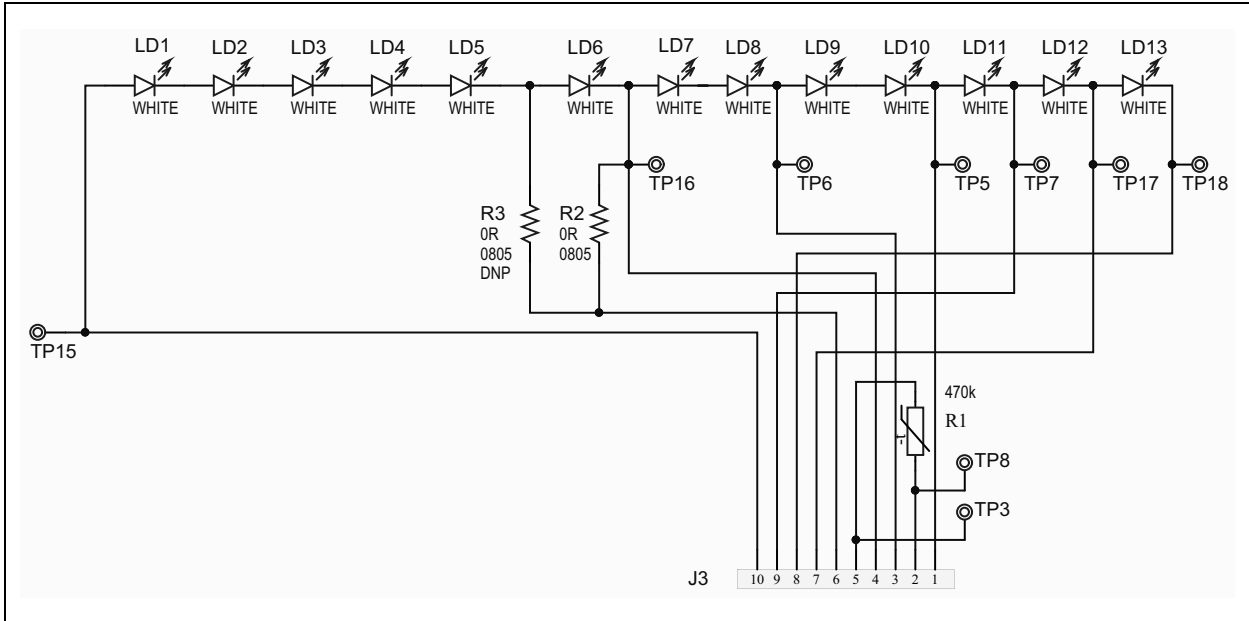 LD1 LD2 LD3 LD4 LD5 LD6 LD7 LD8 LD9 LD10 LD11 LD12 LD13
WHITE WHITE WHITE WHITE WHITE WHITE WHITE WHITE WHITE WHITE WHITE WHITE WHITE
TP16 TP6 TP5 TP7 TP17 TP18
R3 R2
0R 0R
0805 0805
DNP
TP15
470k
R1
-t
TP8
TP3
J3 10 9 8 7 6 5 4 3 2 1